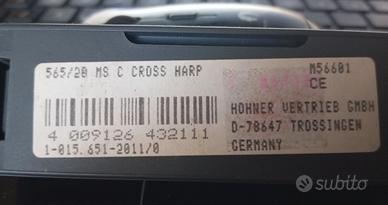 565/20 MS C CROSS HARP
M56601
CE
HOHNER VERTRIEB GMBH
D-78647 TROSSINGEN
GERMANY
4 009126 432111
1-015.651-2011/0
subito